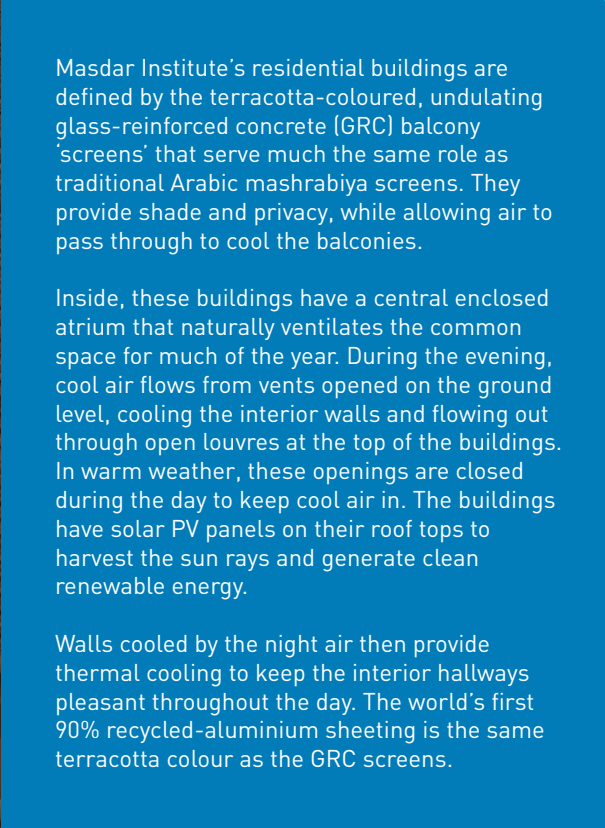 Masdar Institute’s residential buildings are
defined by the terracotta-coloured, undulating
glass-reinforced concrete (GRC) balcony
‘screens’ that serve much the same role as
traditional Arabic mashrabiya screens. They
provide shade and privacy, while allowing air to
pass through to cool the balconies.
Inside, these buildings have a central enclosed
atrium that naturally ventilates the common
space for much of the year. During the evening,
cool air flows from vents opened on the ground
level, cooling the interior walls and flowing out
through open louvres at the top of the buildings.
In warm weather, these openings are closed
during the day to keep cool air in. The buildings
have solar PV panels on their roof tops to
harvest the sun rays and generate clean
renewable energy.
Walls cooled by the night air then provide
thermal cooling to keep the interior hallways
pleasant throughout the day. The world’s first
90% recycled-aluminium sheeting is the same
terracotta colour as the GRC screens.